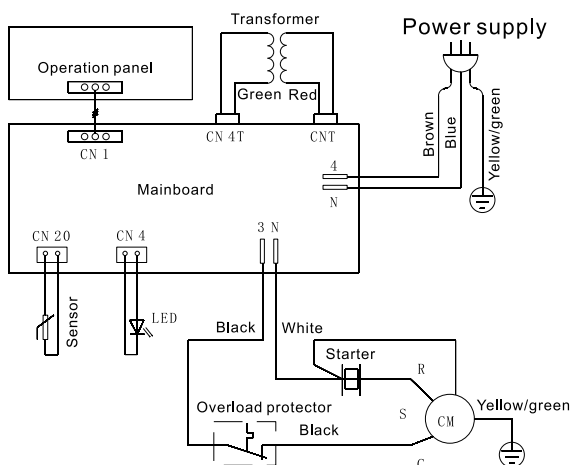 Transformer
Power supply
Operation panel
Green Red
CN 4T
CNT
CN 1
Brown
Blue
Yellow/green
4
Mainboard
N
CN 20
CN 4
3 N
Sensor
LED
Black
White
Starter
R
Overload protector
S
Yellow/green
CM
Black
C